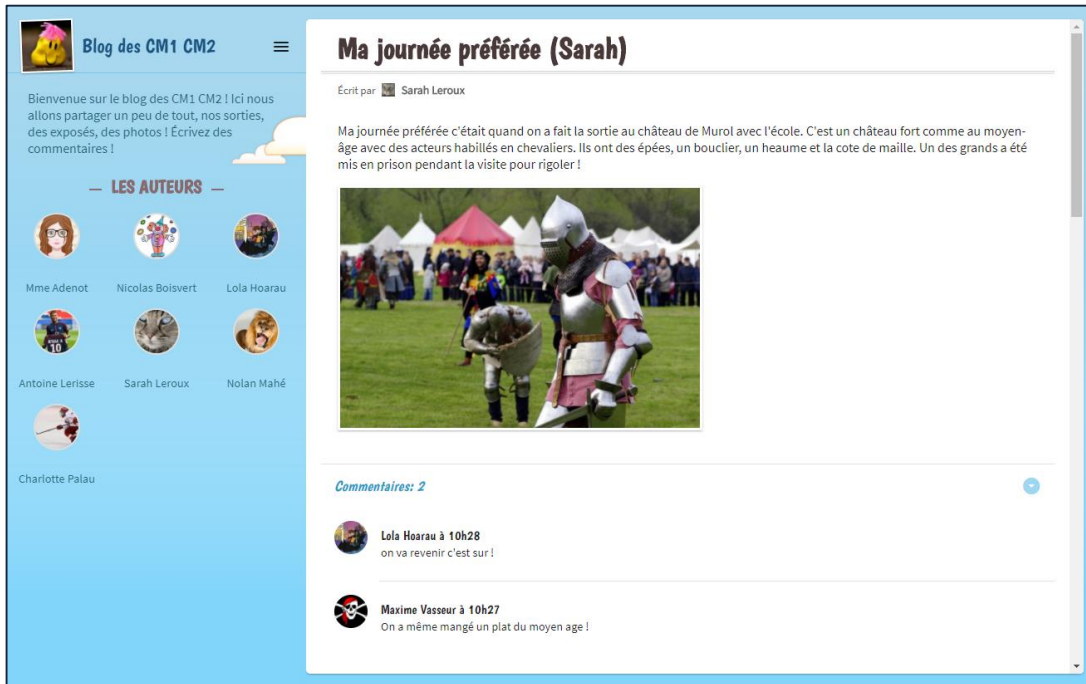 Blog des CM1 CM2
Bienvenue sur le blog des CM1 CM2 ! Ici nous
allons partager un peu de tout, nos sorties,
des exposés, des photos ! Écrivez des
commentaires !
— LES AUTEURS —
Mme Adenot
Nicolas Boisvert
Lola Hoarau
10
Antoine Lerisse
Sarah Leroux
Nolan Mahé
Charlotte Palau
Ma journée préférée (Sarah)
Écrit par Sarah Leroux
Ma journée préférée c'était quand on a fait la sortie au château de Murol avec l'école. C'est un château fort comme au moyen-
âge avec des acteurs habillés en chevaliers. Ils ont des épées, un bouclier, un heaume et la cote de maille. Un des grands a été
mis en prison pendant la visite pour rigoler !
Commentaires: 2
Lola Hoarau à 10h28
on va revenir c'est sur !
Maxime Vasseur à 10h27
On a même mangé un plat du moyen age !